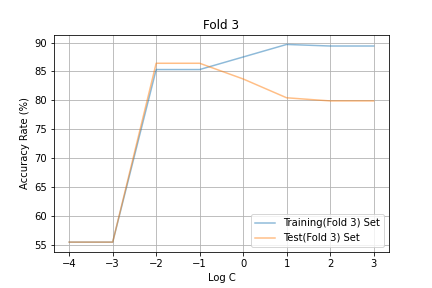 Fold 3
Accuracy Rate (%)
90
85
80
75
70
65
60
55
−4 −3 −2 −1 0 1 2 3
Log C
Training(Fold 3) Set
Test(Fold 3) Set